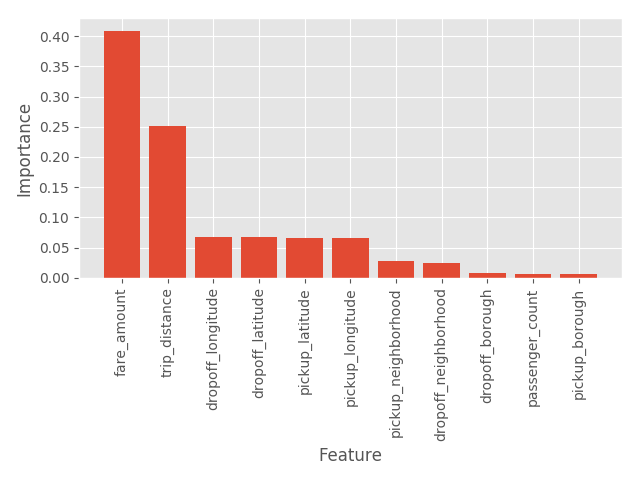 0.40
0.35
0.30
0.25
0.20
0.15
0.10
0.05
0.00
Importance
fare_amount
trip_distance
dropoff_longitude
dropoff_latitude
pickup_latitude
pickup_longitude
pickup_neighborhood
dropoff_neighborhood
dropoff_borough
passenger_count
pickup_borough
Feature